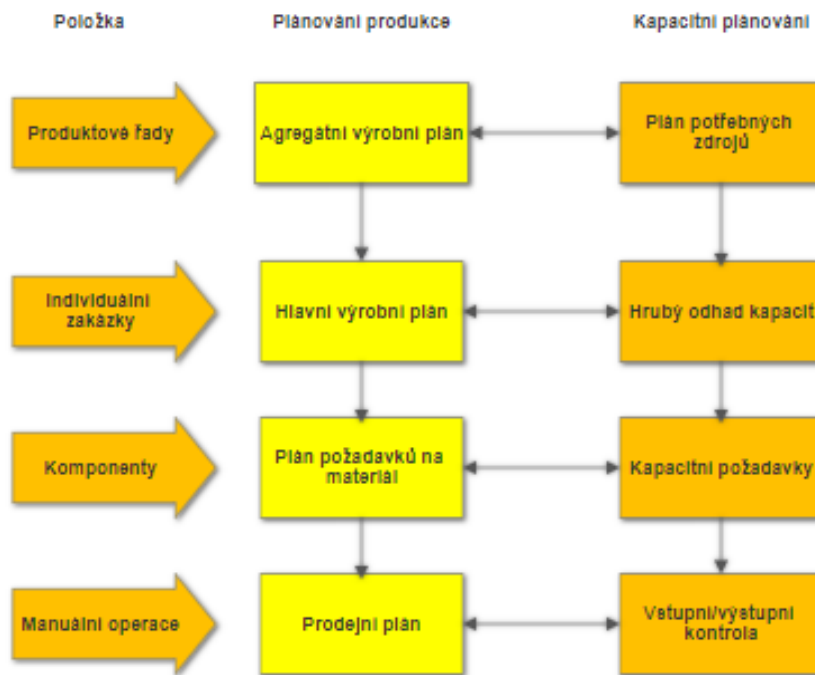 Položka
Plánování produkce
Kapacitní plánování
Produktové řady
Agregátní výrobní plán
Plán potřebných
zdrojů
Individuální
zakázky
Hlavní výrobní plán
Hrubý odhad kapacit
Komponenty
Plán požadavků na
materiál
Kapacitní požadavky
Manuální operace
Prodejní plán
Vstupní/výstupní
kontrola